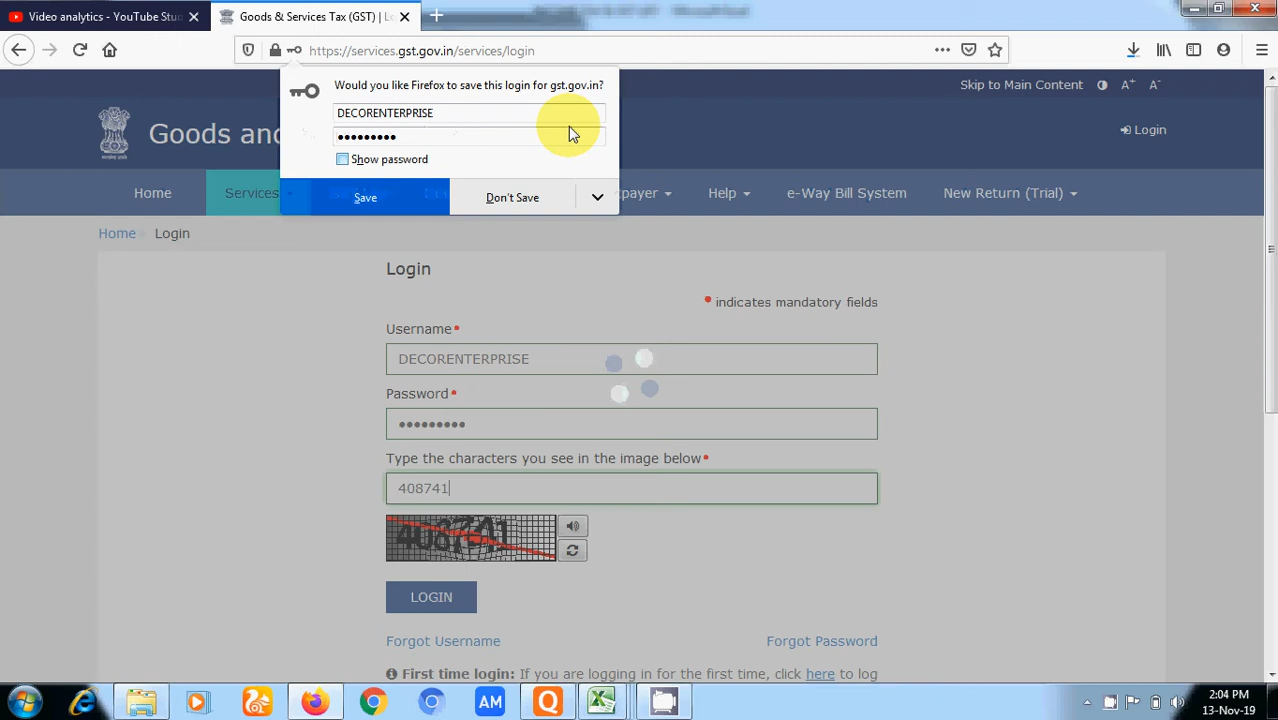 Video analytics - YouTube Stud
Goods & Services Tax (GST) | Lo
https://services.gst.gov.in/services/login
Would you like Firefox to save this login for gst.gov.in?
DECORENTERPRISE
•••••••••
Show password
Save
Don't Save
Skip to Main Content
A+
A-
Goods and
Login
Home
Services
payer
Help
e-Way Bill System
New Return (Trial)
Home
Login
Login
• indicates mandatory fields
Username•
DECORENTERPRISE
Password•
•••••••••
Type the characters you see in the image below•
408741
408741
LOGIN
Forgot Username
Forgot Password
First time login: If you are logging in for the first time, click here to log
AM
Q
2:04 PM
13-Nov-19